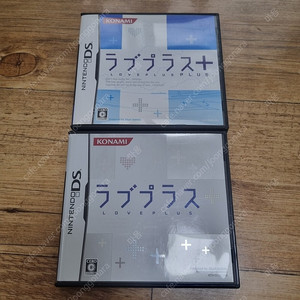 KONAMI
NINTENDO DS
ラブプラス+
LOVEPLUS PLUS
KONAMI
NINTENDO DS
ラブプラス
LOVEPLUS